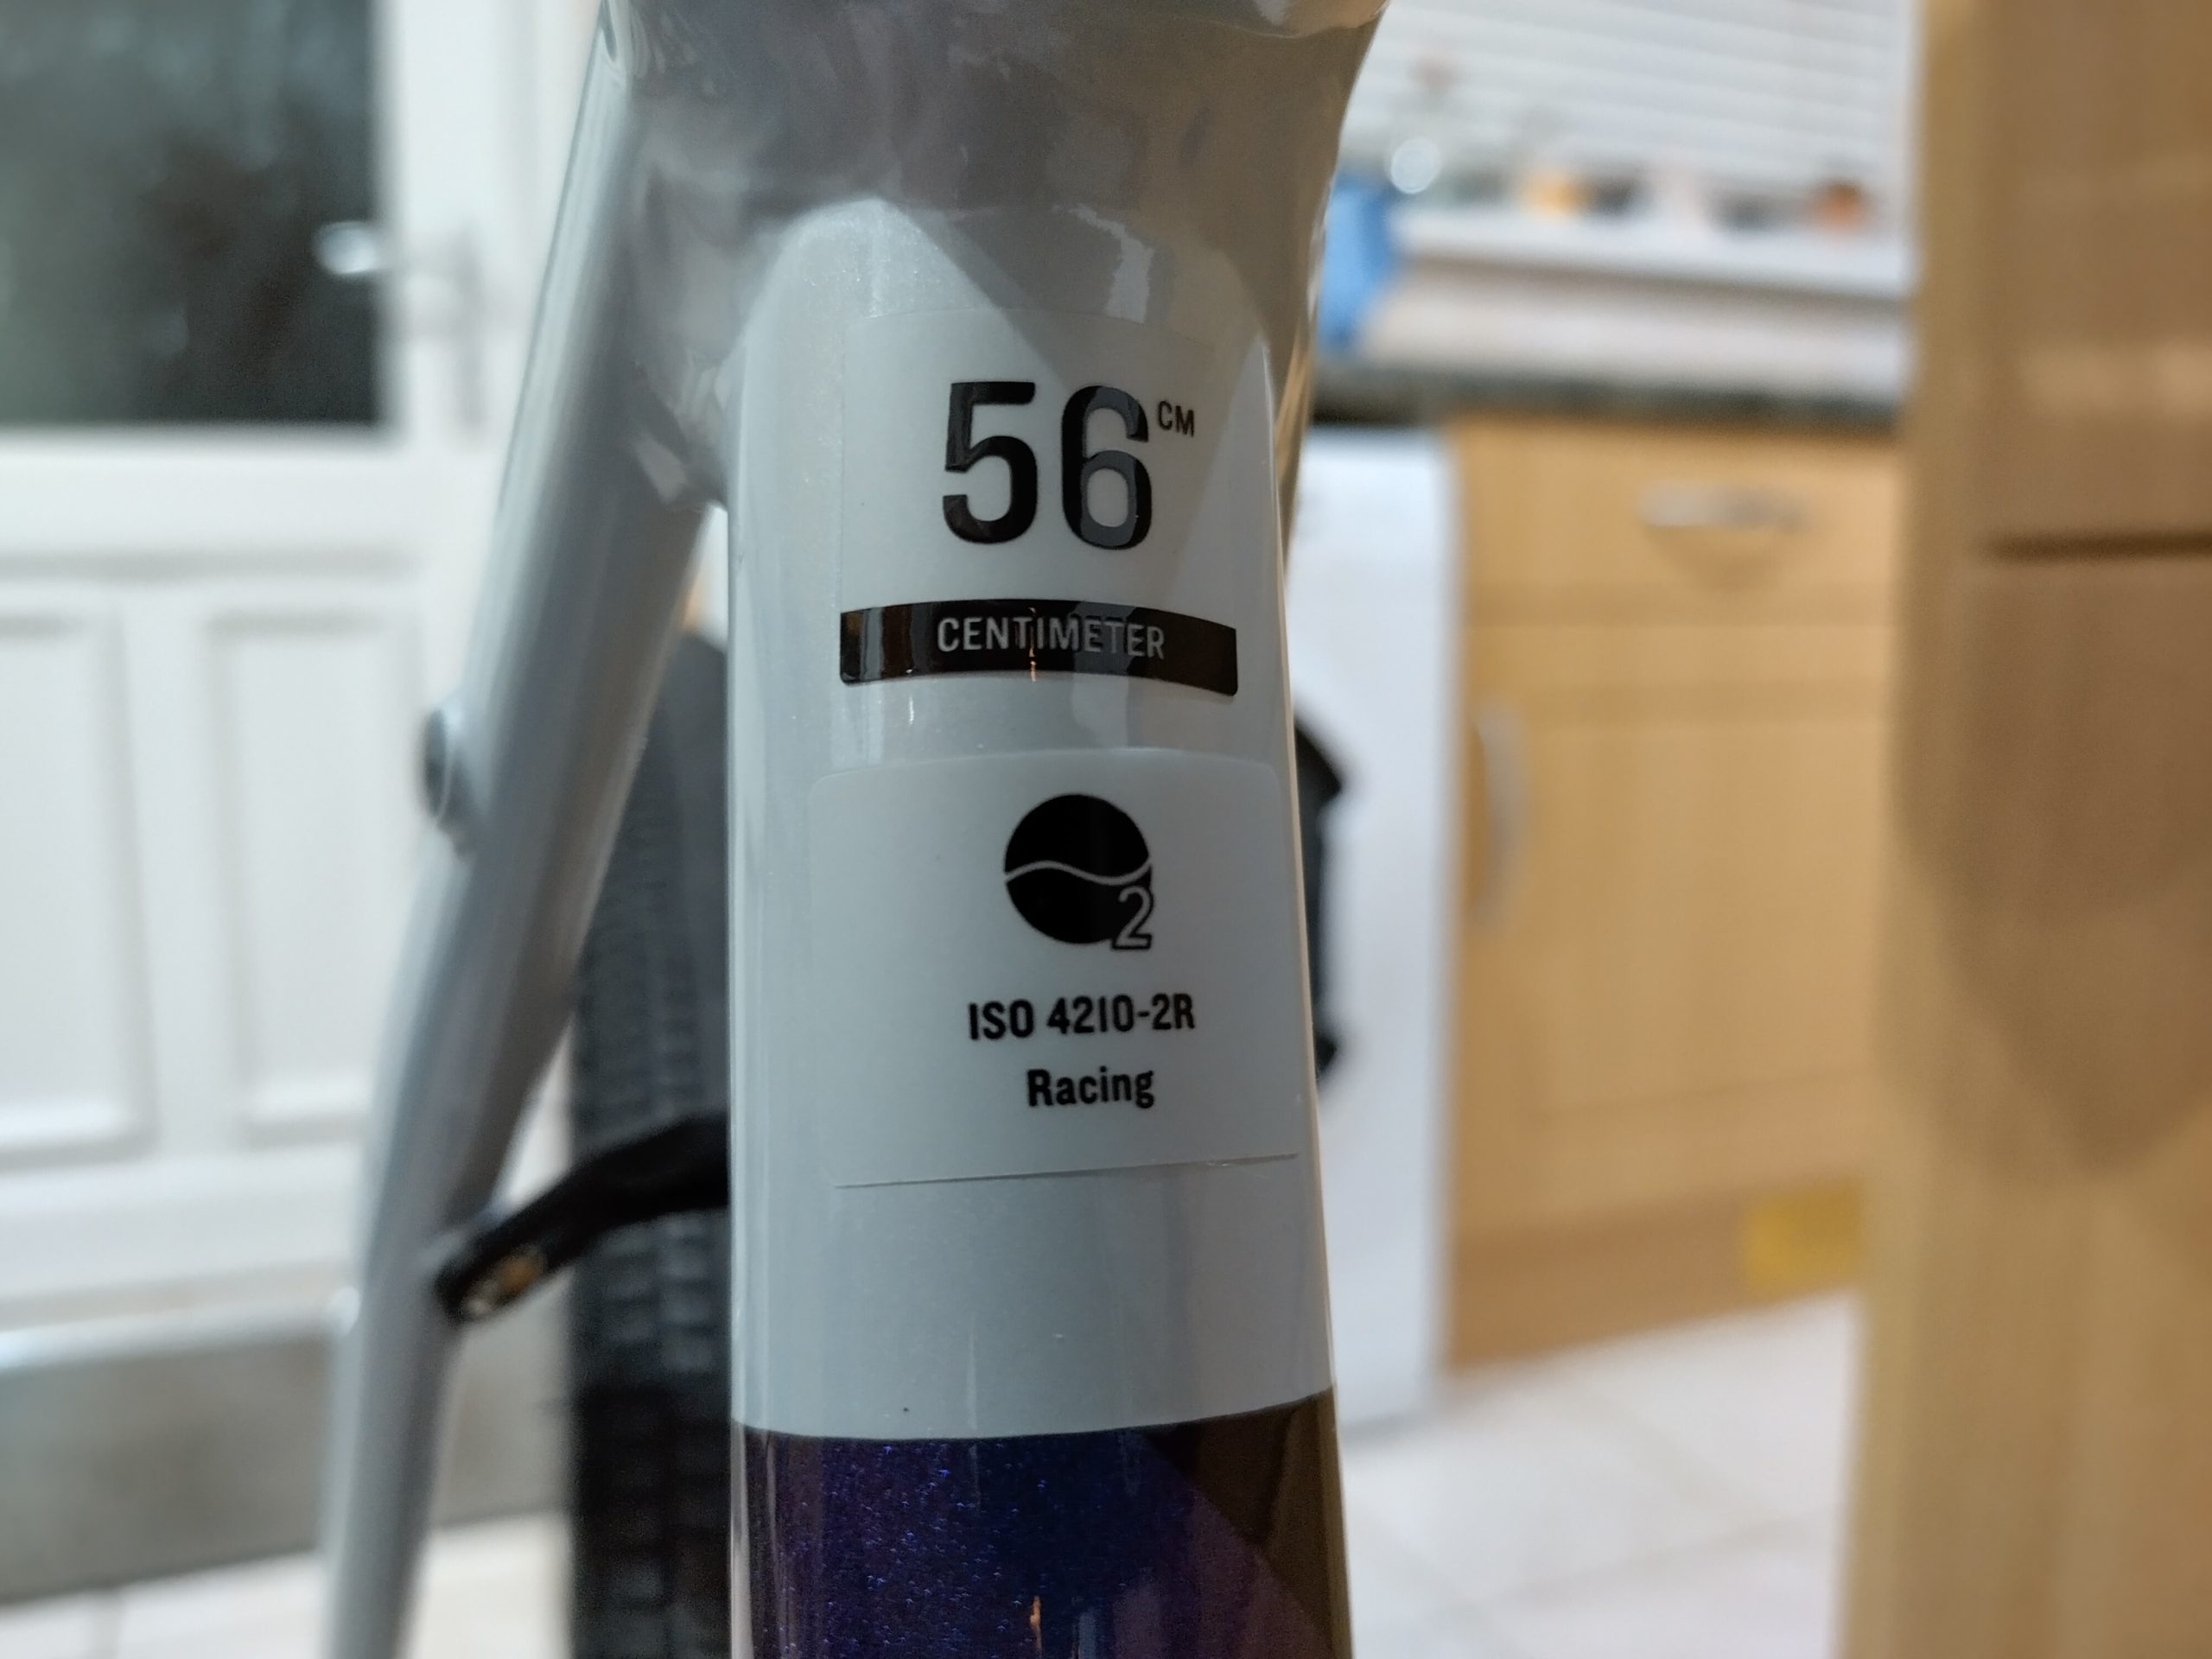 56 CM
CENTIMETER
2
ISO 4210-2R
Racing